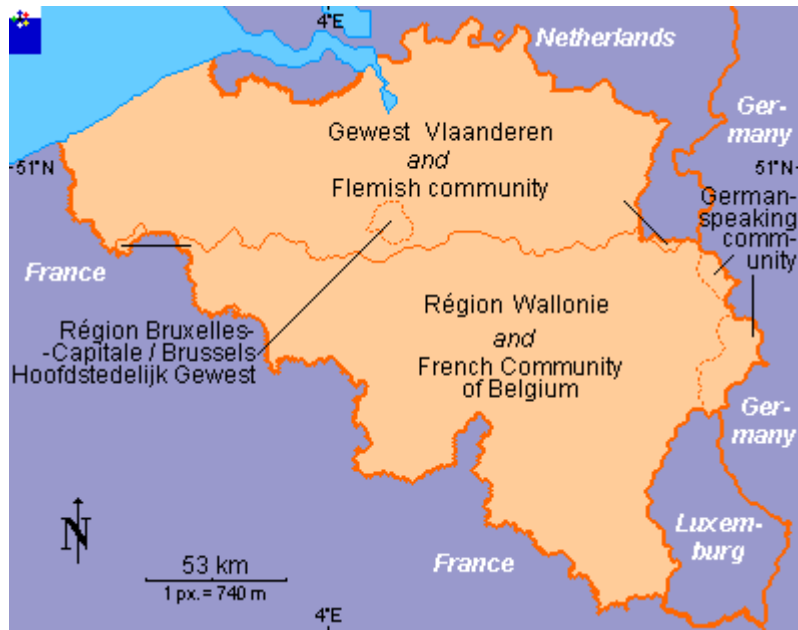 4°E
Netherlands
Ger-
many
51°N
51°N
Gewest Vlaanderen
and
Flemish community
German-
speaking
comm-
unity
France
Région Bruxelles-
-Capitale / Brussels
Hoofdstedelijk Gewest
Région Wallonie
and
French Community
of Belgium
Ger-
many
N
53 km
1 px. = 740 m
France
Luxem-
burg
4°E